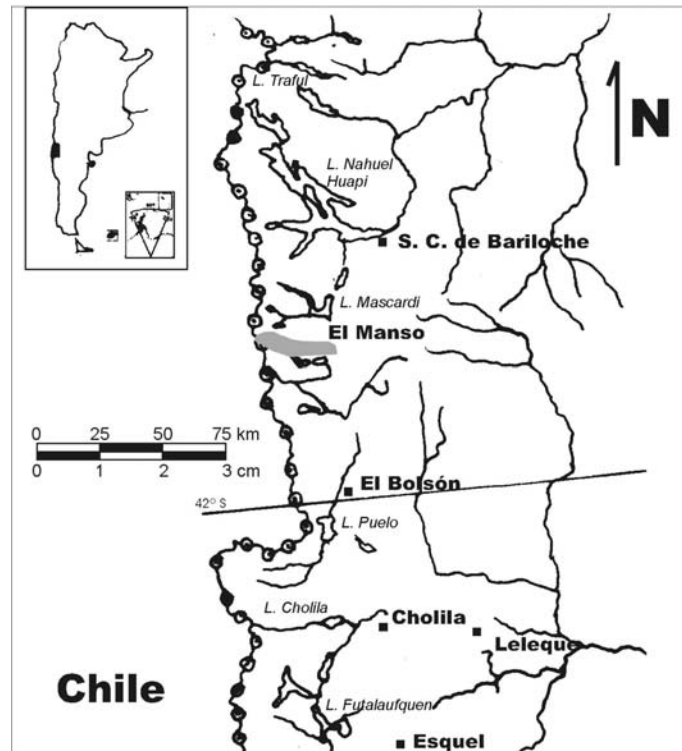 L. Traful
N
L. Nahuel
Huapi
S. C. de Bariloche
L. Mascardi
El Manso
0 25 50 75 km
0 1 2 3 cm
El Bolsón
42° S
L. Puelo
L. Cholila
Cholila
Leleque
Chile
L. Futalaufquen
Esquel